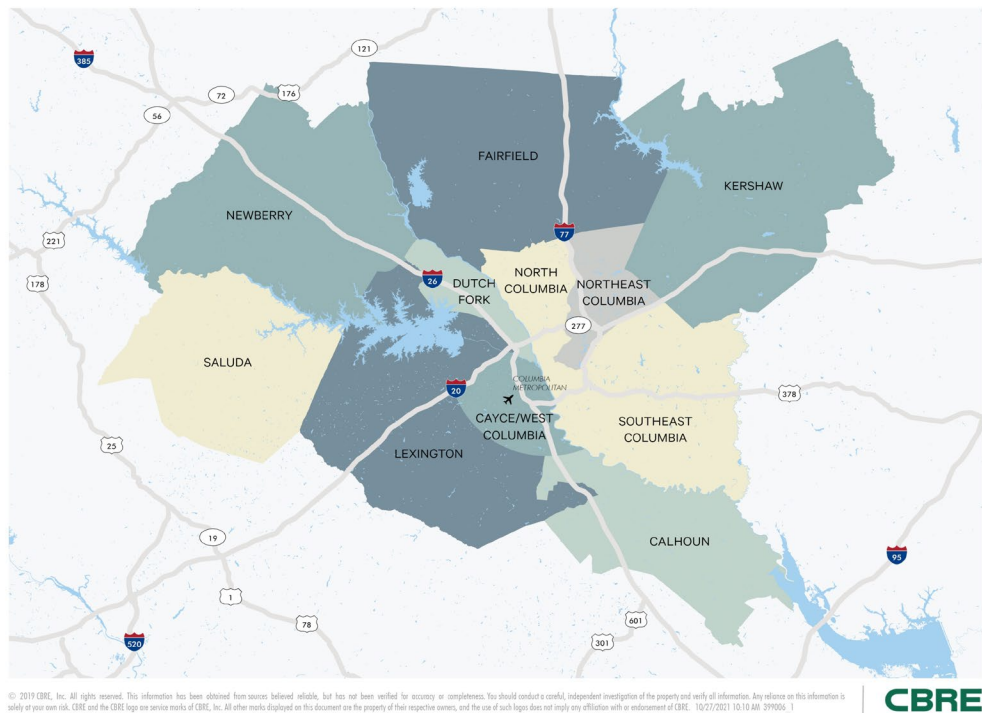 121
385
72
176
56
FAIRFIELD
KERSHAW
NEWBERRY
77
221
178
26
NORTH
COLUMBIA
NORTHEAST
COLUMBIA
DUTCH
FORK
277
SALUDA
20
COLUMBIA
METROPOLITAN
378
CAYCE/WEST
COLUMBIA
SOUTHEAST
COLUMBIA
25
LEXINGTON
19
CALHOUN
95
1
78
601
301
520
© 2019 CBRE, Inc. All rights reserved. This information has been obtained from sources believed reliable, but has not been verified for accuracy or completeness. You should conduct a careful, independent investigation of the property and verify all information. Any reliance on this information is
solely at your own risk. CBRE and the CBRE logo are service marks of CBRE, Inc. All other marks displayed on this document are the property of their respective owners, and the use of such logos does not imply any affiliation with or endorsement of CBRE. 10/27/2021 10:10 AM 399006_1
CBRE